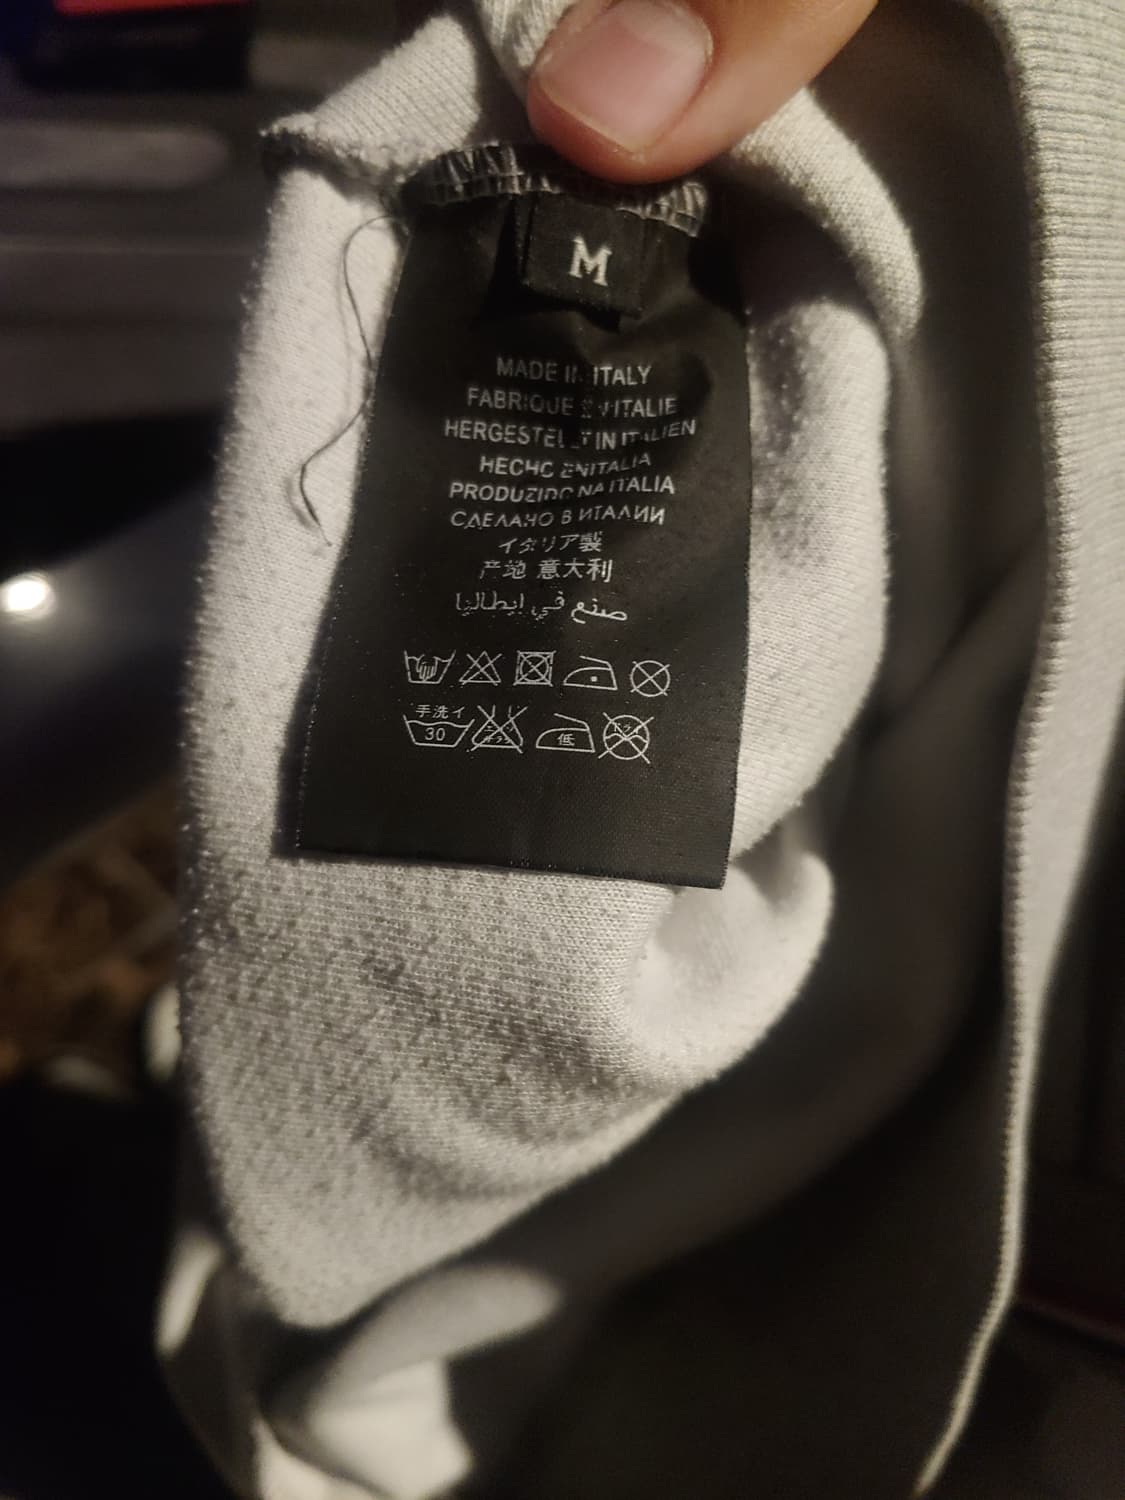 M
MADE IN ITALY
FABRIQUE EN ITALIE
HERGESTELLT IN ITALIEN
HECHO EN ITALIA
PRODUZIDO NA ITALIA
СДЕЛАНО В ИТАЛИИ
イタリア製
产地 意大利
صنع في ايطاليا
手洗イ
30 低